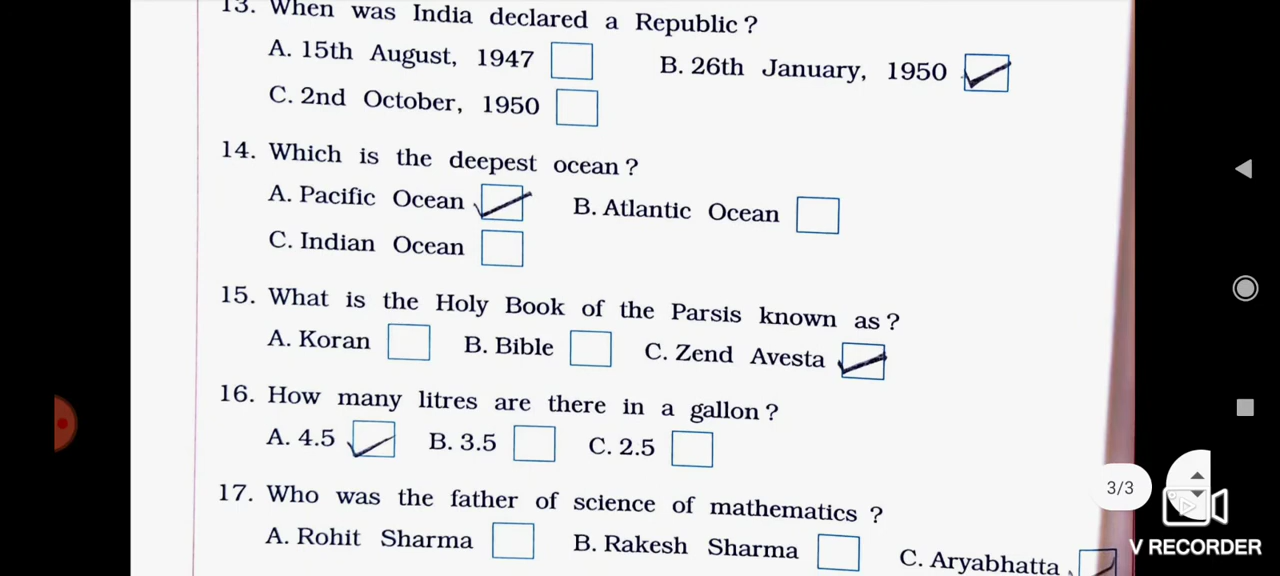 13. When was India declared a Republic ?
A. 15th August, 1947 B. 26th January, 1950
C. 2nd October, 1950
14. Which is the deepest ocean ?
A. Pacific Ocean B. Atlantic Ocean
C. Indian Ocean
15. What is the Holy Book of the Parsis known as ?
A. Koran B. Bible C. Zend Avesta
16. How many litres are there in a gallon ?
A. 4.5 B. 3.5 C. 2.5
3/3
17. Who was the father of science of mathematics ?
V RECORDER
A. Rohit Sharma B. Rakesh Sharma C. Aryabhatta